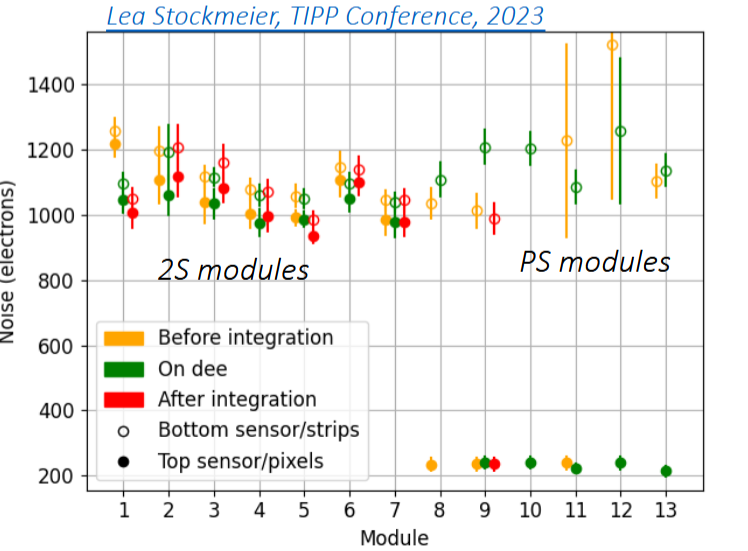 Lea Stockmeier, TIPP Conference, 2023
1400
1200
1000
800
600
400
200
Noise (electrons)
2S modules
PS modules
Before integration
On dee
After integration
Bottom sensor/strips
Top sensor/pixels
1 2 3 4 5 6 7 8 9 10 11 12 13
Module